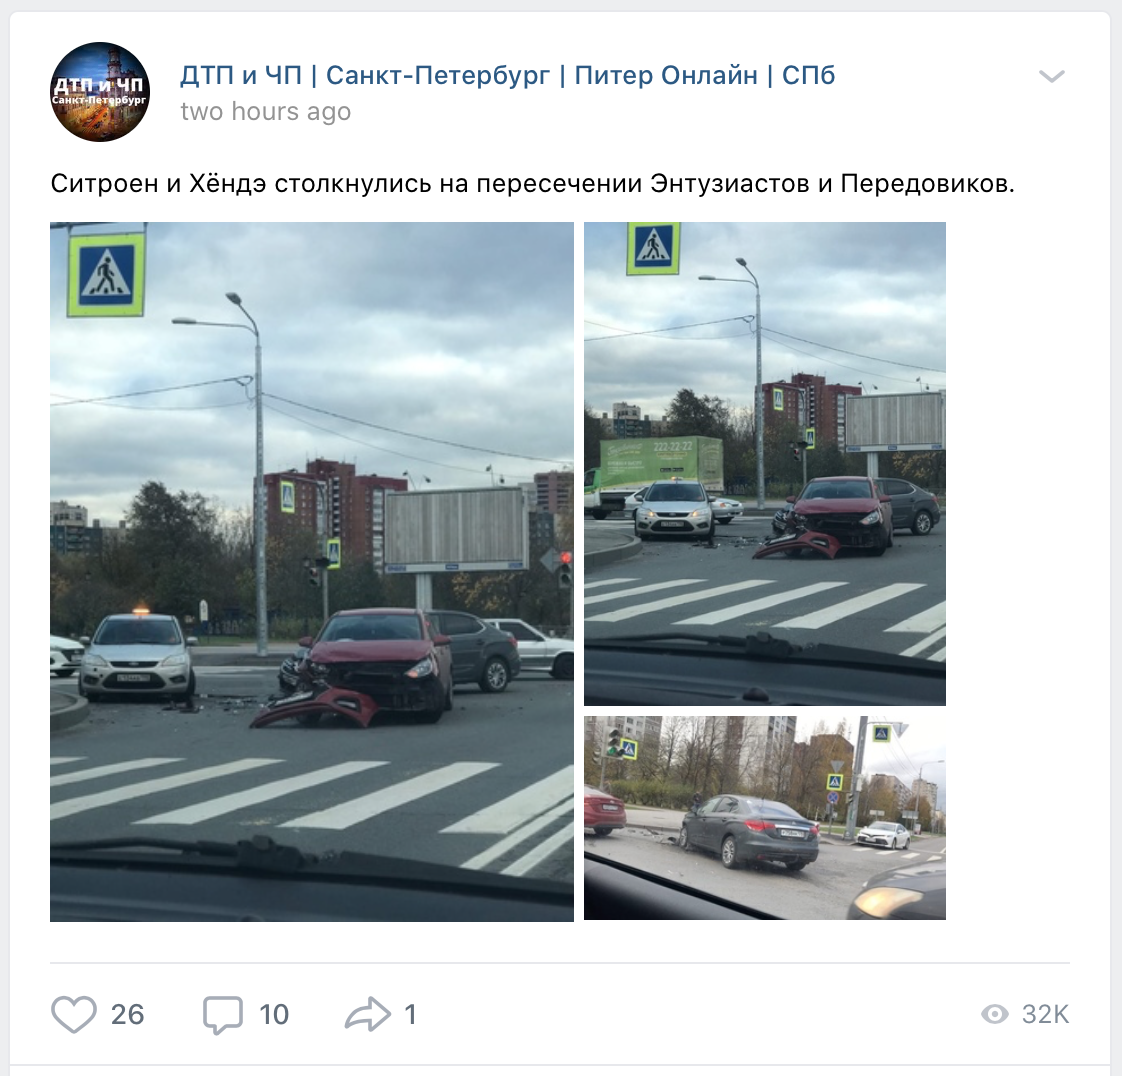 ДТП и ЧП
Санкт-Петербург
ДТП и ЧП | Санкт-Петербург | Питер Онлайн | СПб
two hours ago
Ситроен и Хёндэ столкнулись на пересечении Энтузиастов и Передовиков.
222-22-22
26
10
1
32K